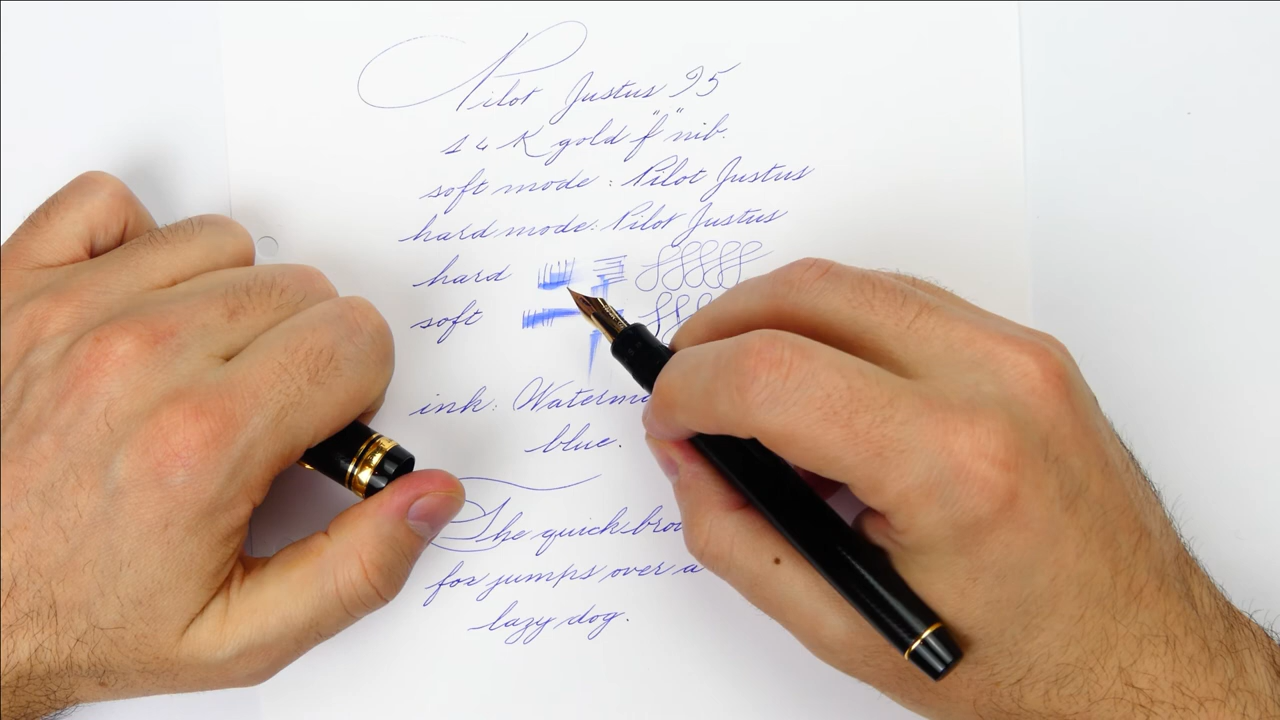 Pilot Justus 95
14 K gold "f" nib.
soft mode : Pilot Justus
hard mode: Pilot Justus
hard
soft
ink: Waterma
blue.
The quick brow
fox jumps over a
lazy dog.